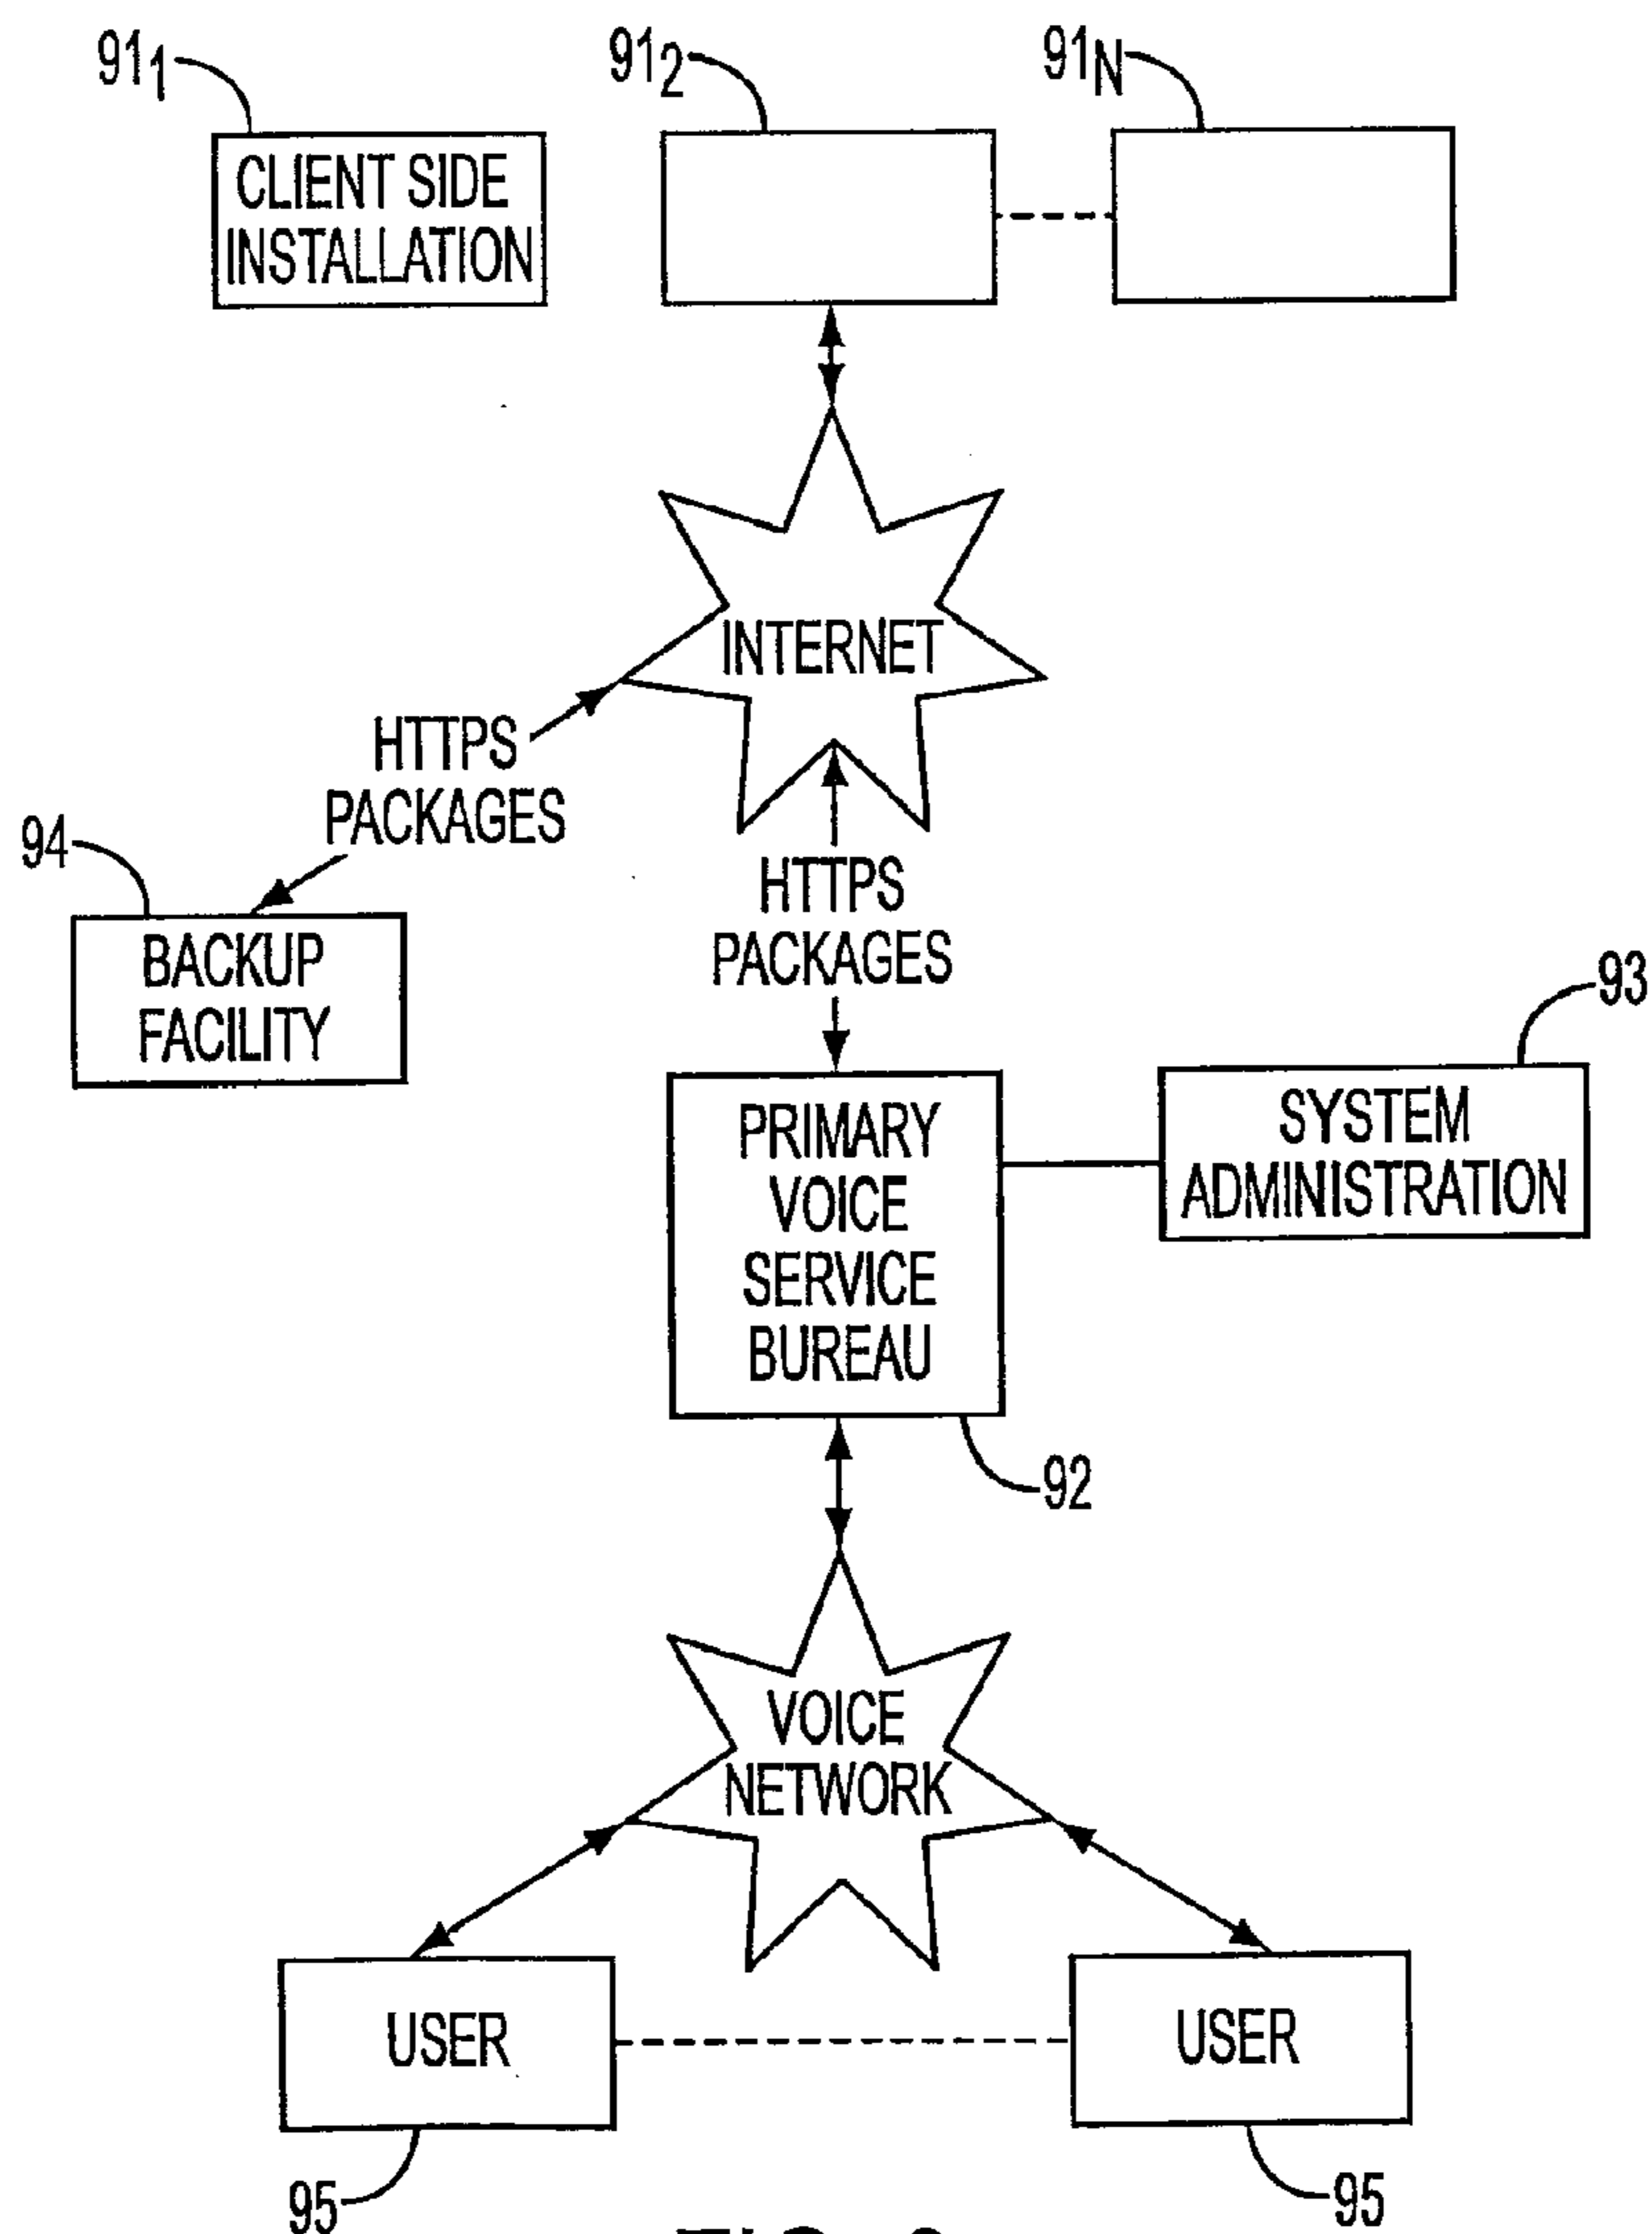 91₁
91₂
91N
CLIENT SIDE
INSTALLATION
INTERNET
HTTPS
PACKAGES
94
HTTPS
PACKAGES
BACKUP
FACILITY
93
PRIMARY
VOICE
SERVICE
BUREAU
SYSTEM
ADMINISTRATION
92
VOICE
NETWORK
USER
USER
95
95